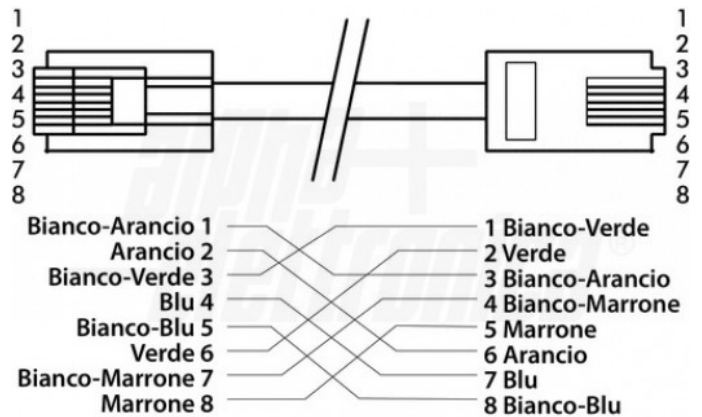 1 1
2 2
3 3
4 4
5 5
6 6
7 7
8 8
alpha elettronica ®
Bianco-Arancio 1 1 Bianco-Verde
Arancio 2 2 Verde
Bianco-Verde 3 3 Bianco-Arancio
Blu 4 4 Bianco-Marrone
Bianco-Blu 5 5 Marrone
Verde 6 6 Arancio
Bianco-Marrone 7 7 Blu
Marrone 8 8 Bianco-Blu